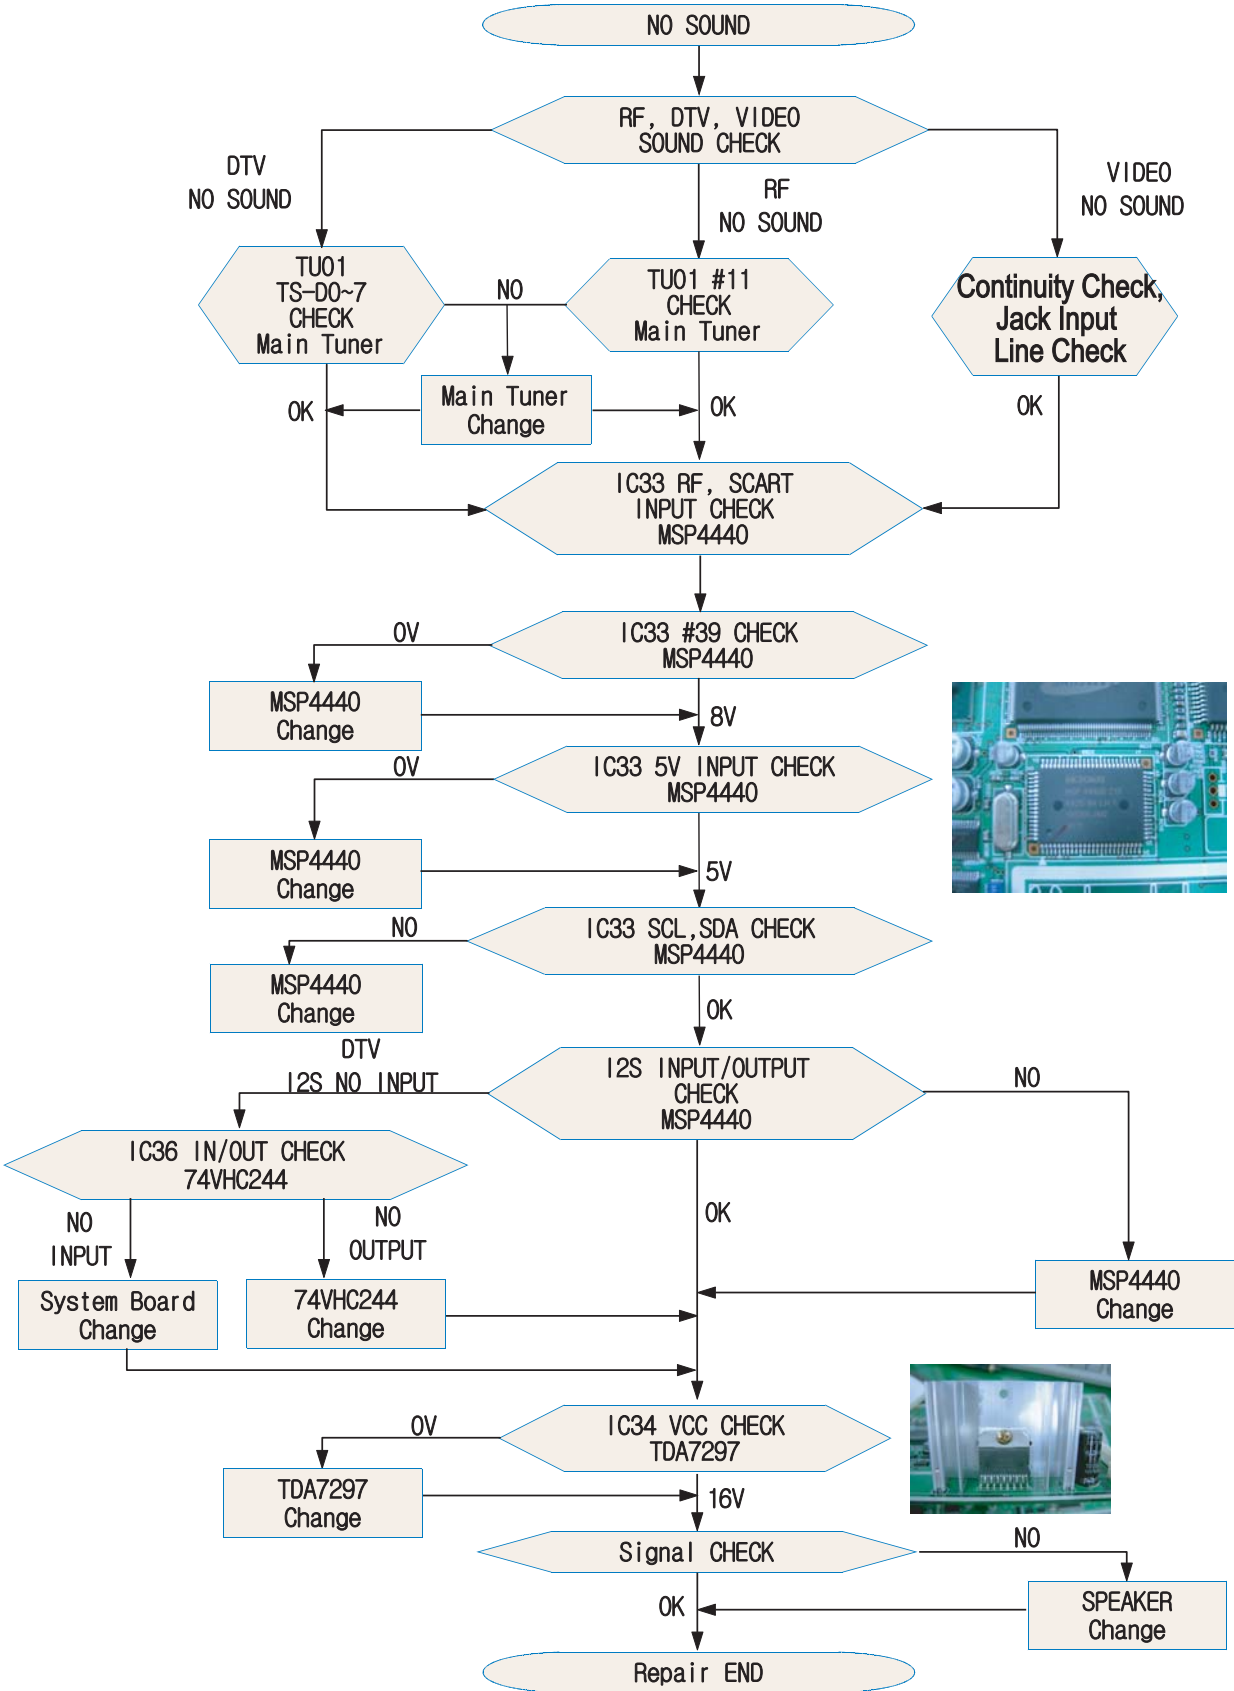 NO SOUND
RF, DTV, VIDEO
SOUND CHECK
DTV
NO SOUND
RF
NO SOUND
VIDEO
NO SOUND
TU01
TS-D0~7
CHECK
Main Tuner
NO
TU01 #11
CHECK
Main Tuner
Continuity Check,
Jack Input
Line Check
Main Tuner
Change
OK
OK
OK
IC33 RF, SCART
INPUT CHECK
MSP4440
IC33 #39 CHECK
MSP4440
0V
MSP4440
Change
8V
IC33 5V INPUT CHECK
MSP4440
0V
MSP4440
Change
5V
IC33 SCL,SDA CHECK
MSP4440
NO
MSP4440
Change
OK
DTV
I2S NO INPUT
I2S INPUT/OUTPUT
CHECK
MSP4440
NO
IC36 IN/OUT CHECK
74VHC244
NO
INPUT
NO
OUTPUT
OK
System Board
Change
74VHC244
Change
MSP4440
Change
IC34 VCC CHECK
TDA7297
0V
TDA7297
Change
16V
Signal CHECK
NO
OK
SPEAKER
Change
Repair END